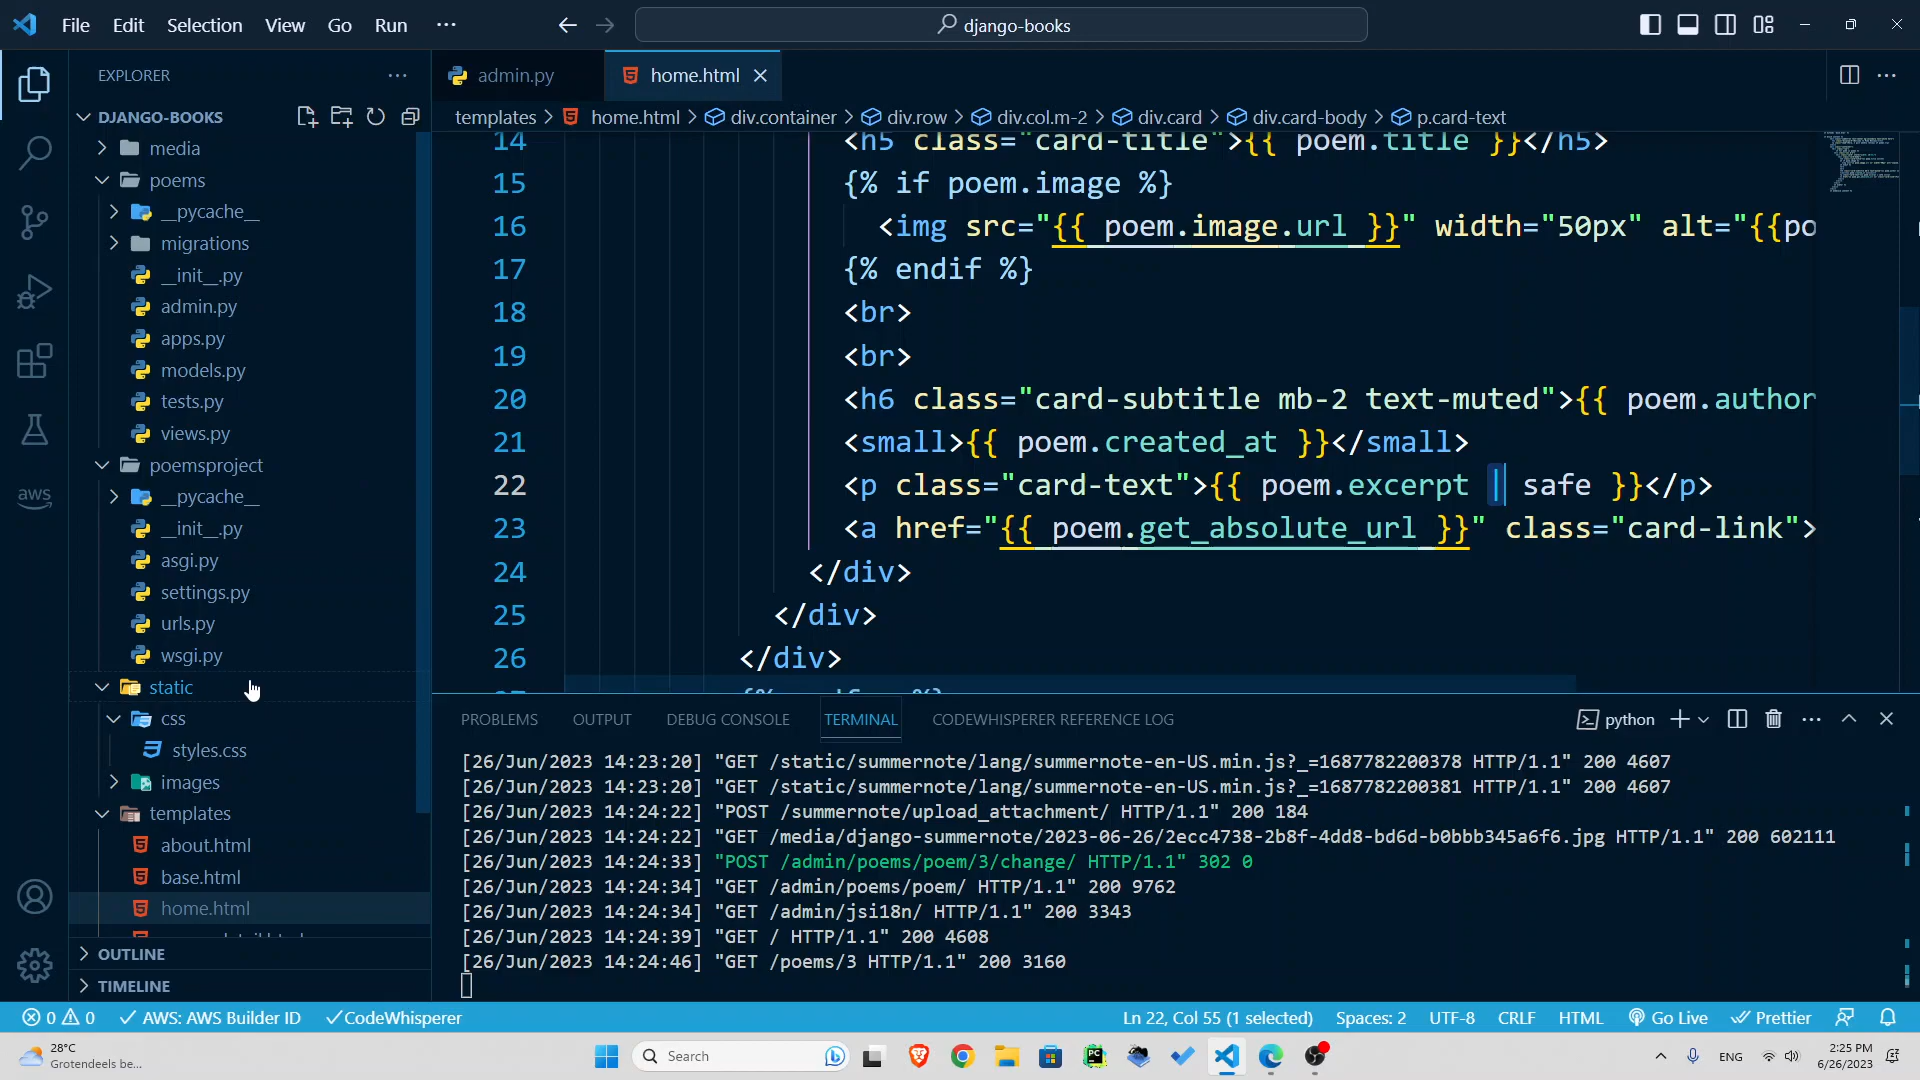 File Edit Selection View Go Run ··· django-books
EXPLORER ···
DJANGO-BOOKS
media
poems
__pycache__
migrations
__init__.py
admin.py
apps.py
models.py
tests.py
views.py
poemsproject
__pycache__
__init__.py
asgi.py
settings.py
urls.py
wsgi.py
static
css
styles.css
images
templates
about.html
base.html
home.html
OUTLINE
TIMELINE
admin.py home.html
templates > home.html > div.container > div.row > div.col.m-2 > div.card > div.card-body > p.card-text
14 <h5 class="card-title">{{ poem.title }}</h5>
15 {% if poem.image %}
16 <img src="{{ poem.image.url }}" width="50px" alt="{{po
17 {% endif %}
18 <br>
19 <br>
20 <h6 class="card-subtitle mb-2 text-muted">{{ poem.author
21 <small>{{ poem.created_at }}</small>
22 <p class="card-text">{{ poem.excerpt | safe }}</p>
23 <a href="{{ poem.get_absolute_url }}" class="card-link">
24 </div>
25 </div>
26 </div>
PROBLEMS OUTPUT DEBUG CONSOLE TERMINAL CODEWHISPERER REFERENCE LOG python
[26/Jun/2023 14:23:20] "GET /static/summernote/lang/summernote-en-US.min.js?_=1687782200378 HTTP/1.1" 200 4607
[26/Jun/2023 14:23:20] "GET /static/summernote/lang/summernote-en-US.min.js?_=1687782200381 HTTP/1.1" 200 4607
[26/Jun/2023 14:24:22] "POST /summernote/upload_attachment/ HTTP/1.1" 200 184
[26/Jun/2023 14:24:22] "GET /media/django-summernote/2023-06-26/2ecc4738-2b8f-4dd8-bd6d-b0bbb345a6f6.jpg HTTP/1.1" 200 602111
[26/Jun/2023 14:24:33] "POST /admin/poems/poem/3/change/ HTTP/1.1" 302 0
[26/Jun/2023 14:24:34] "GET /admin/poems/poem/ HTTP/1.1" 200 9762
[26/Jun/2023 14:24:34] "GET /admin/jsi18n/ HTTP/1.1" 200 3343
[26/Jun/2023 14:24:39] "GET / HTTP/1.1" 200 4608
[26/Jun/2023 14:24:46] "GET /poems/3 HTTP/1.1" 200 3160
aws
0 0 AWS: AWS Builder ID CodeWhisperer Ln 22, Col 55 (1 selected) Spaces: 2 UTF-8 CRLF HTML Go Live Prettier
28°C
Grotendeels be...
Search
ENG
2:25 PM
6/26/2023